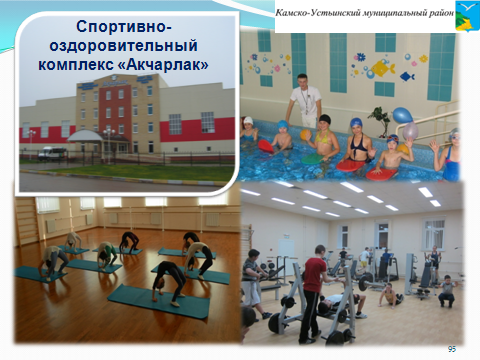 Камско-Устьинский муниципальный район
Спортивно-
оздоровительный
комплекс «Акчарлак»
95